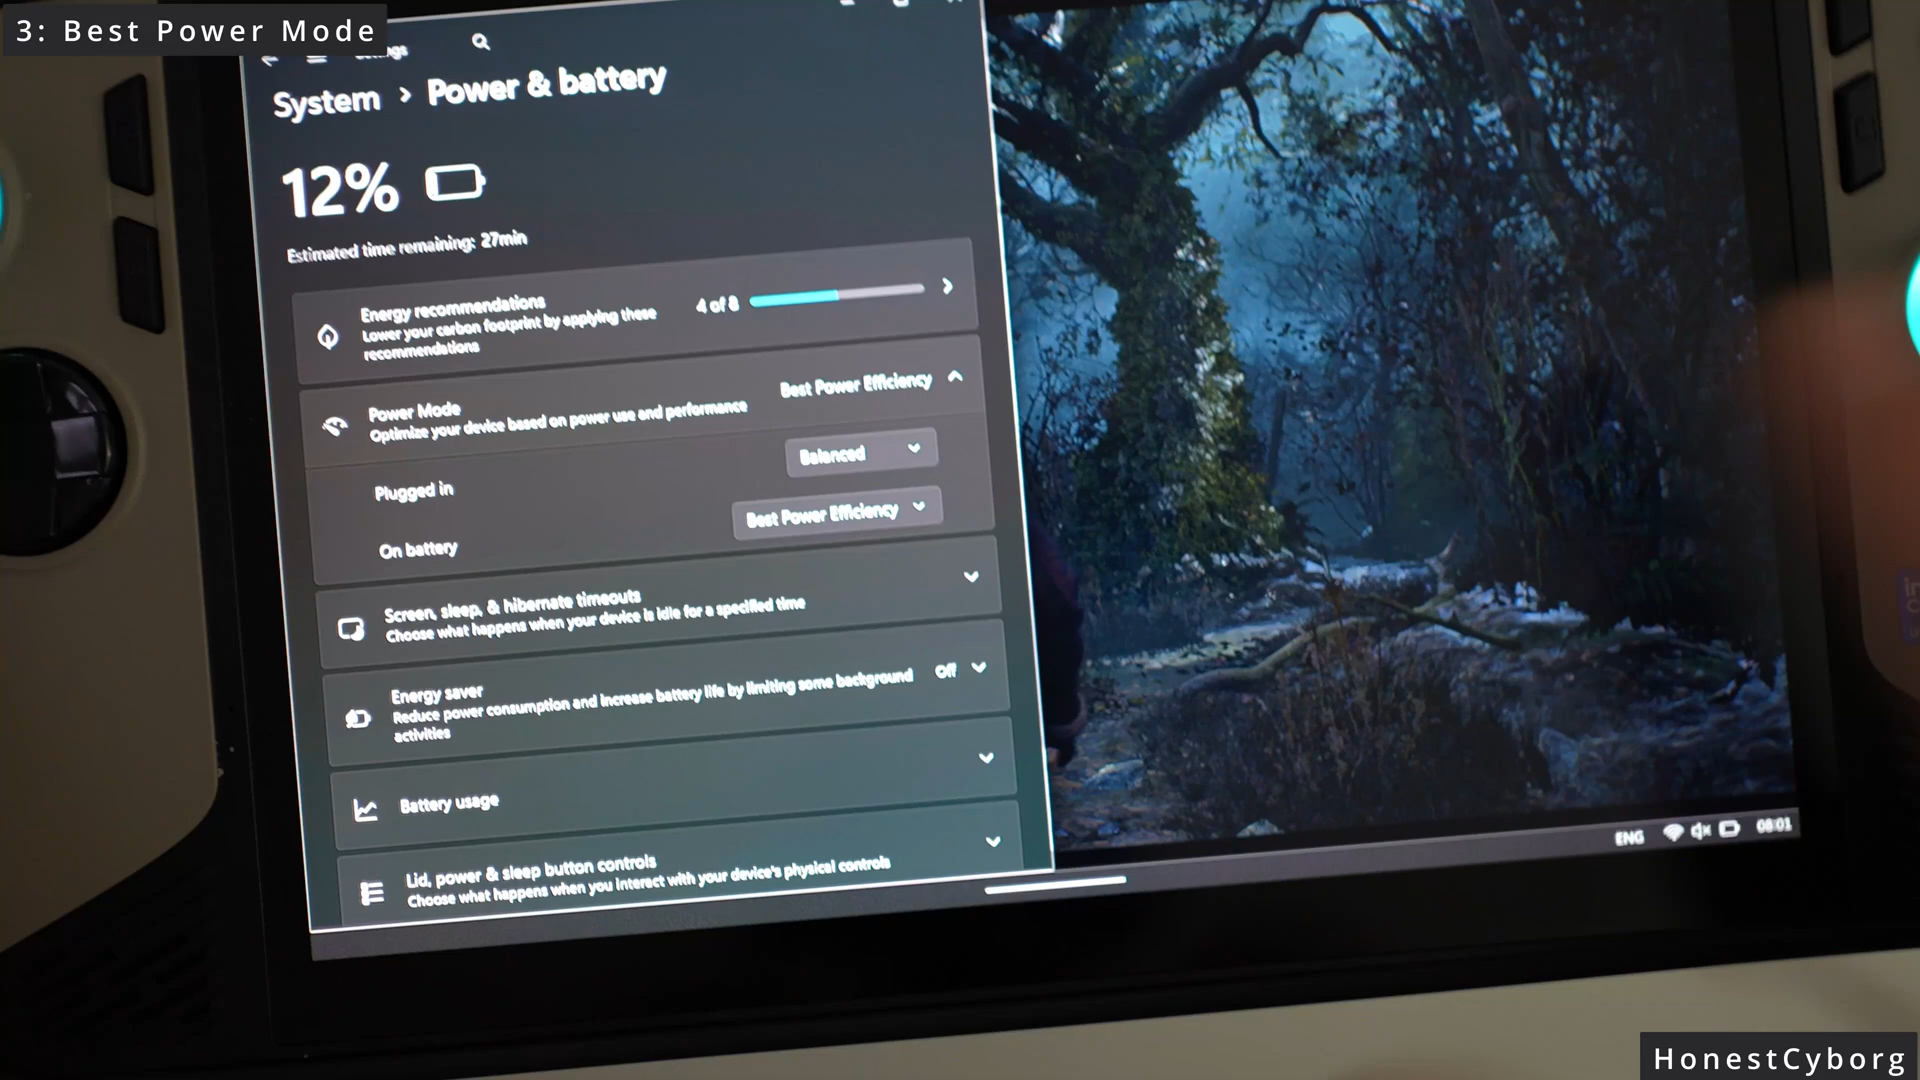 3: Best Power Mode
System > Power & battery
12%
Estimated time remaining: 27min
Energy recommendations
Lower your carbon footprint by applying these
recommendations
4 of 8
Power Mode
Optimize your device based on power use and performance
Best Power Efficiency
Plugged in
Balanced
On battery
Best Power Efficiency
Screen, sleep, & hibernate timeouts
Choose what happens when your device is idle for a specified time
Energy saver
Reduce power consumption and increase battery life by limiting some background
activities
Off
Battery usage
Lid, power & sleep button controls
Choose what happens when you interact with your device's physical controls
ENG
08:01
HonestCyborg